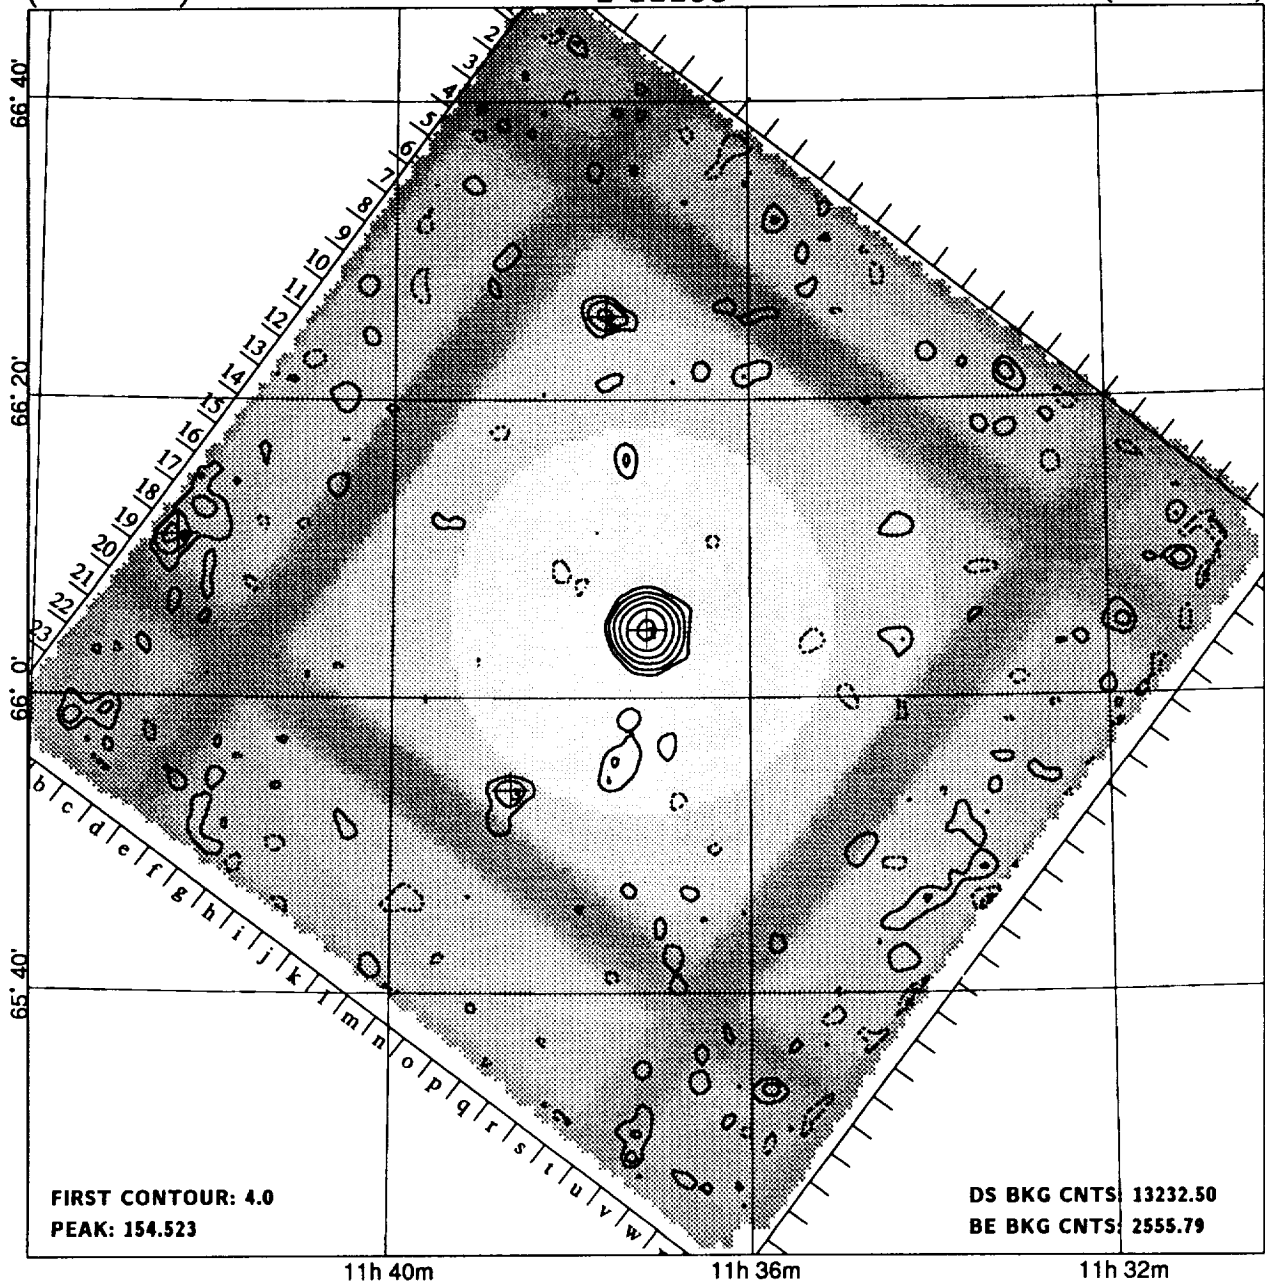 66° 40'
66° 20'
66° 0'
65° 40'
2
3
4
5
6
7
8
9
10
11
12
13
14
15
16
17
18
19
20
21
22
23
b
c
d
e
f
g
h
i
j
k
l
m
n
o
p
q
r
s
t
u
v
w
FIRST CONTOUR: 4.0
PEAK: 154.523
DS BKG CNTS: 13232.50
BE BKG CNTS: 2555.79
11h 40m
11h 36m
11h 32m